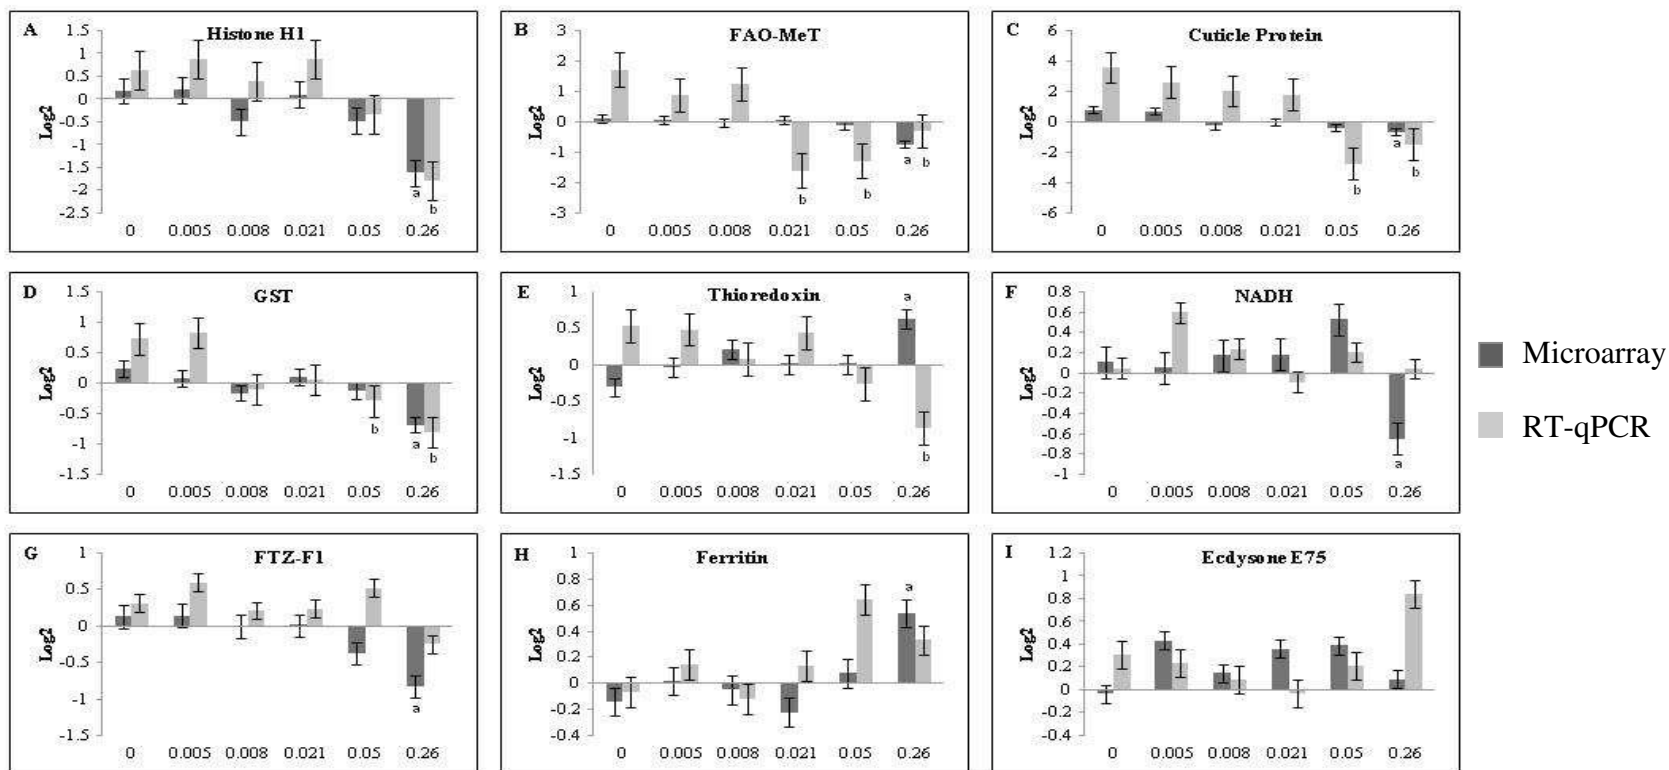 A Histone H1
Log2
1.5
1
0.5
0
-0.5
-1
-1.5
-2
-2.5
a
b
0 0.005 0.008 0.021 0.05 0.26
B FAO-MeT
Log2
3
2
1
0
-1
-2
-3
b
b
a b
0 0.005 0.008 0.021 0.05 0.26
C Cuticle Protein
Log2
6
4
2
0
-2
-4
-6
b
a
b
0 0.005 0.008 0.021 0.05 0.26
D GST
Log2
1.5
1
0.5
0
-0.5
-1
-1.5
b
a
b
0 0.005 0.008 0.021 0.05 0.26
E Thioredoxin
Log2
1
0.5
0
-0.5
-1
-1.5
a
b
0 0.005 0.008 0.021 0.05 0.26
F NADH
Log2
0.8
0.6
0.4
0.2
0
-0.2
-0.4
-0.6
-0.8
-1
a
0 0.005 0.008 0.021 0.05 0.26
Microarray
RT-qPCR
G FTZ-F1
Log2
1
0.5
0
-0.5
-1
-1.5
a
0 0.005 0.008 0.021 0.05 0.26
H Ferritin
Log2
1
0.8
0.6
0.4
0.2
0
-0.2
-0.4
a
0 0.005 0.008 0.021 0.05 0.26
I Ecdysone E75
Log2
1.2
1
0.8
0.6
0.4
0.2
0
-0.2
-0.4
0 0.005 0.008 0.021 0.05 0.26